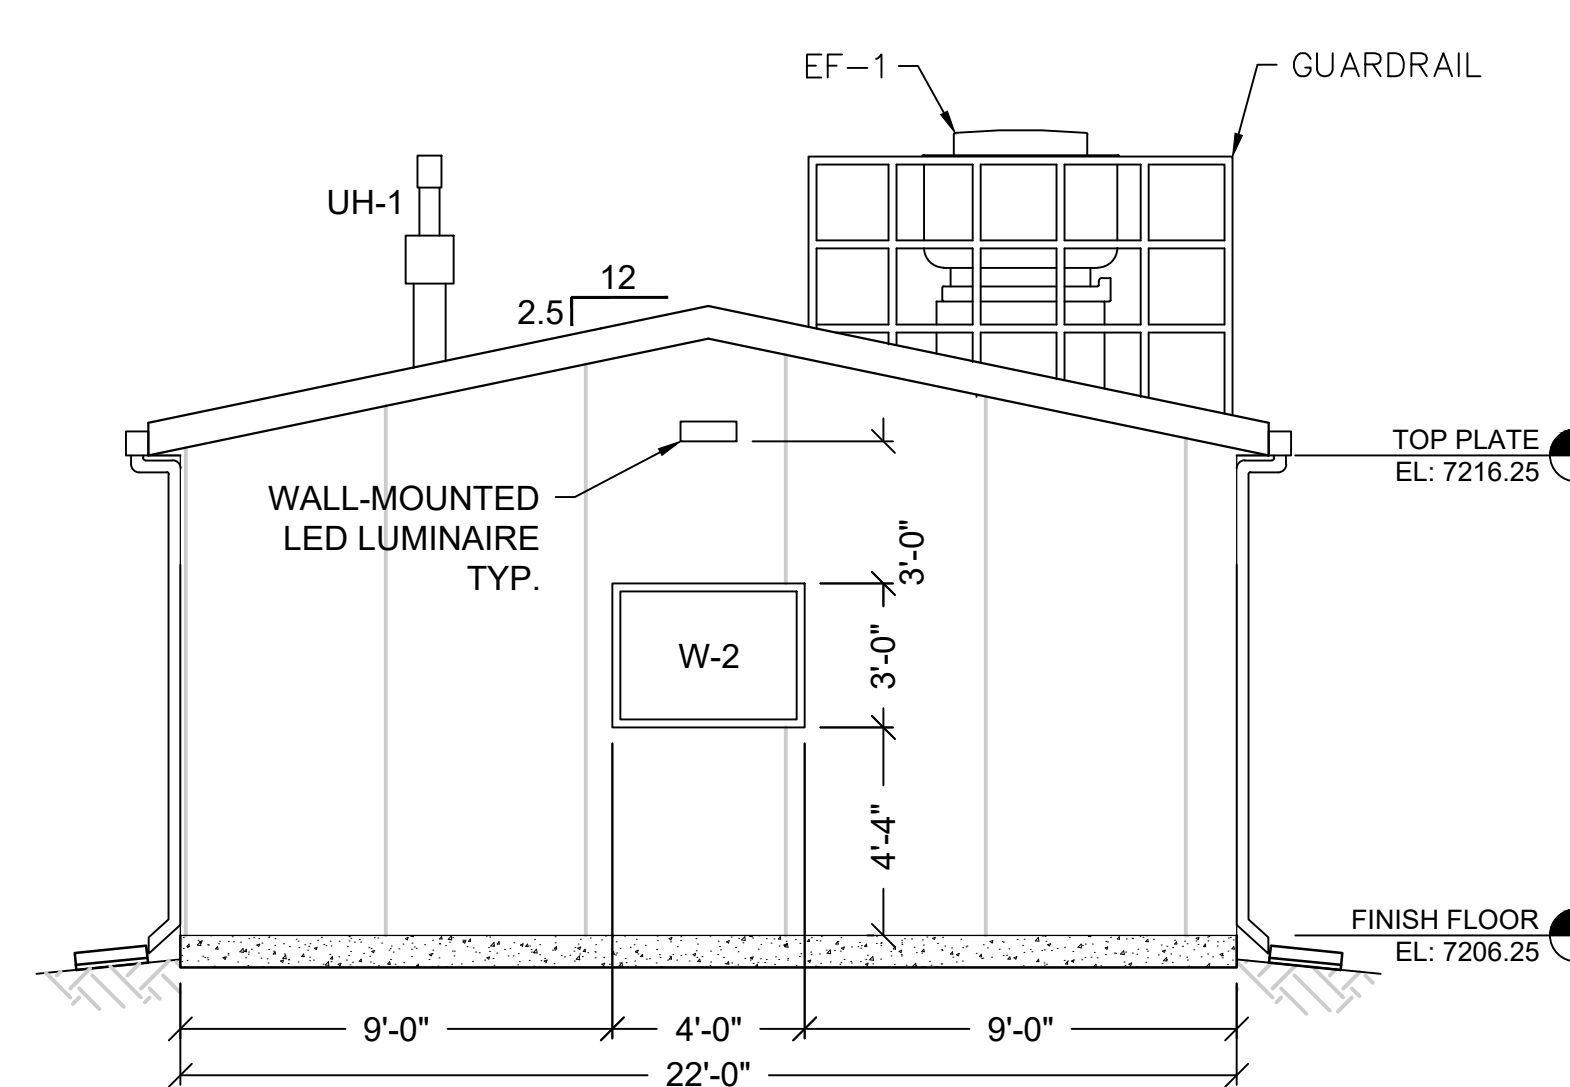 EF-1
GUARDRAIL
UH-1
12
2.5
TOP PLATE
EL: 7216.25
WALL-MOUNTED
LED LUMINAIRE
TYP.
3'-0"
W-2
3'-0"
4'-4"
FINISH FLOOR
EL: 7206.25
9'-0"
4'-0"
9'-0"
22'-0"